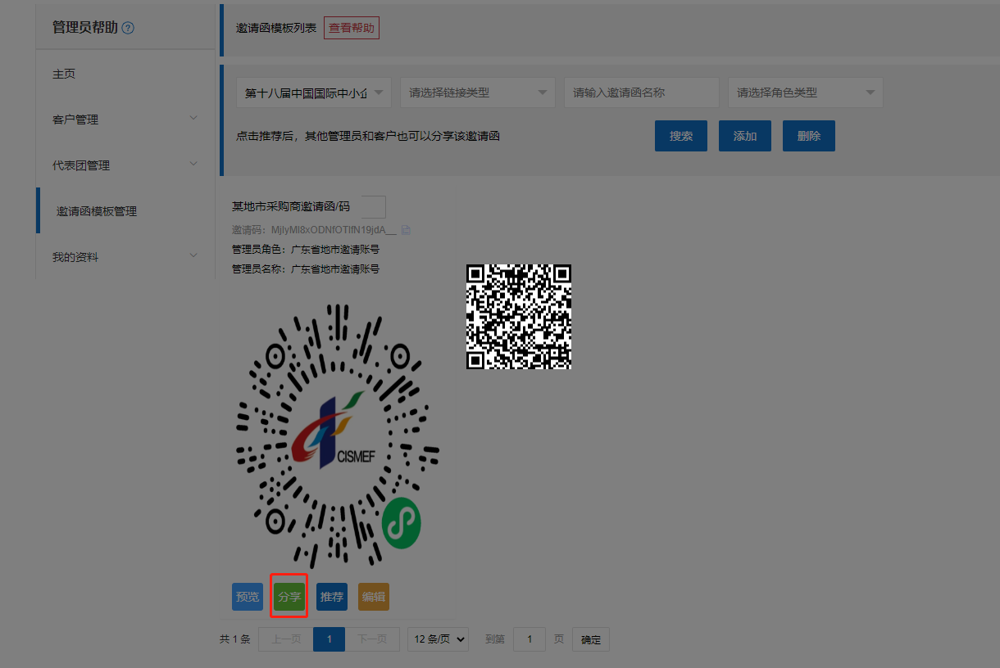 管理员帮助 ?
主页
客户管理
代表团管理
邀请函模板管理
我的资料
邀请函模板列表 查看帮助
第十八届中国国际中小企 请选择链接类型 请输入邀请函名称 请选择角色类型
点击推荐后，其他管理员和客户也可以分享该邀请函 搜索 添加 删除
某地市采购商邀请函/码
邀请码：
管理员角色：广东省地市邀请账号
管理员名称：广东省地市邀请账号
CISMEF
预览 分享 推荐 编辑
共 1 条 上一页 1 下一页 12 条/页 到第 1 页 确定